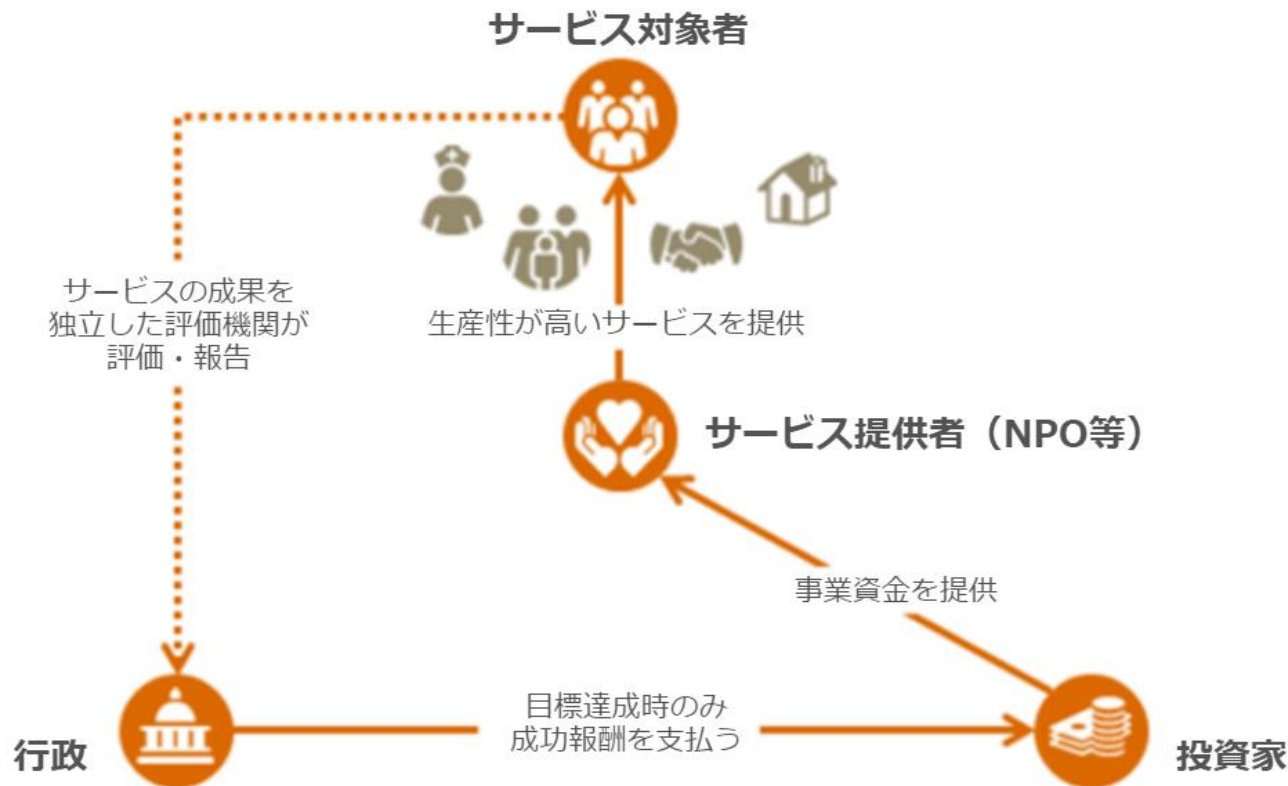 サービス対象者
サービスの成果を
独立した評価機関が
評価・報告
生産性が高いサービスを提供
サービス提供者（NPO等）
事業資金を提供
目標達成時のみ
成功報酬を支払う
行政
投資家